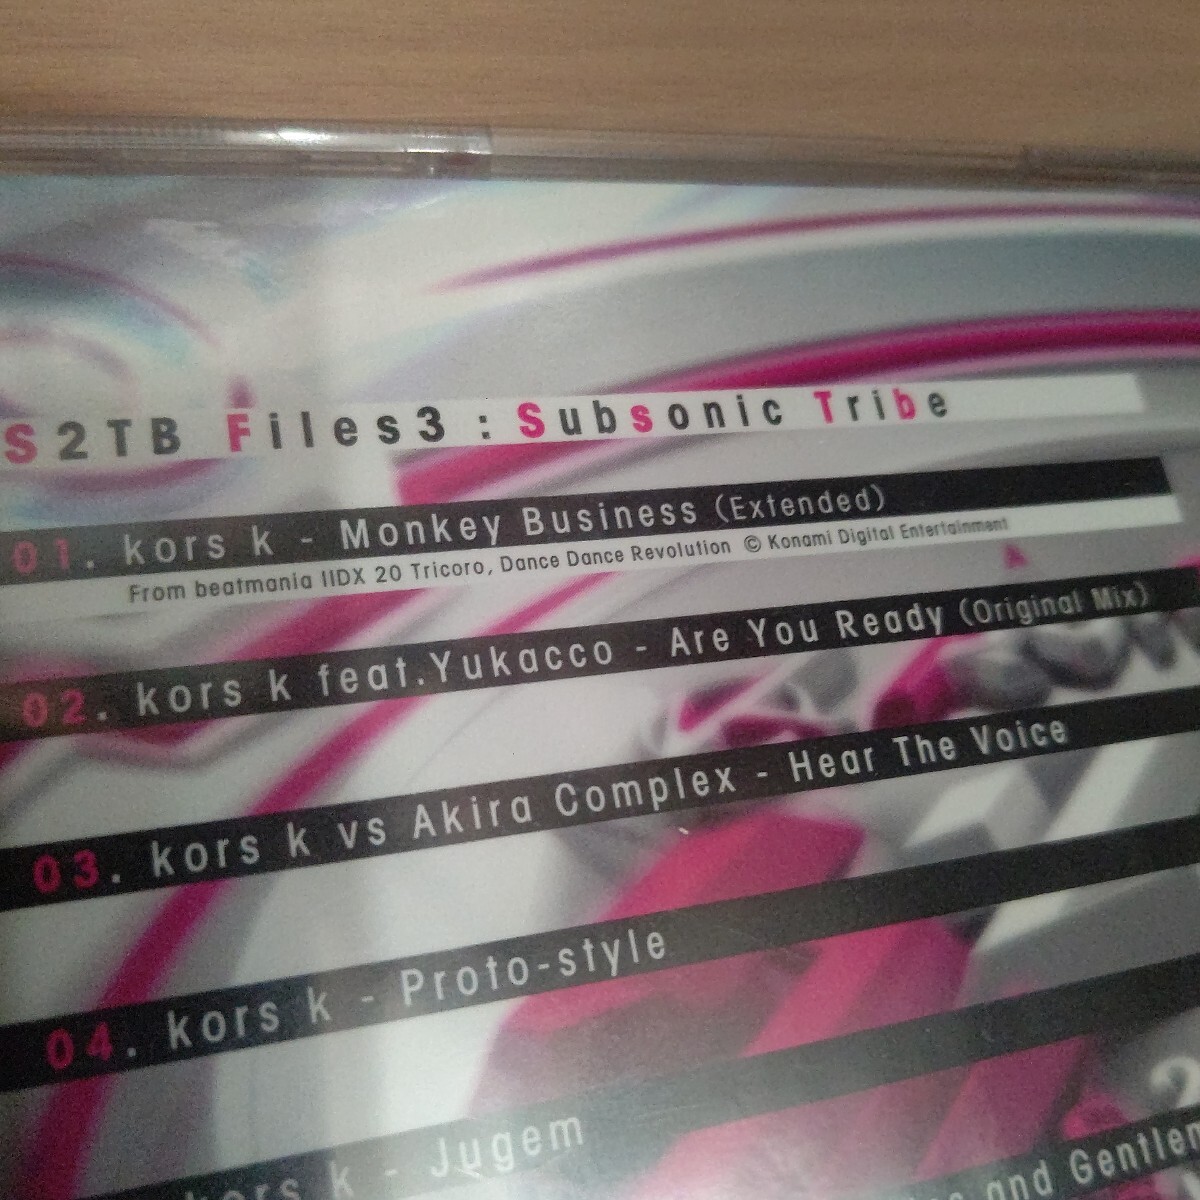 S2TB Files3 : Subsonic Tribe
01. kors k - Monkey Business (Extended)
From beatmania IIDX 20 Tricoro, Dance Dance Revolution © Konami Digital Entertainment
02. kors k feat.Yukacco - Are You Ready (Original Mix)
03. kors k vs Akira Complex - Hear The Voice
04. kors k - Proto-style
kors k - Jugem
and Gentlem